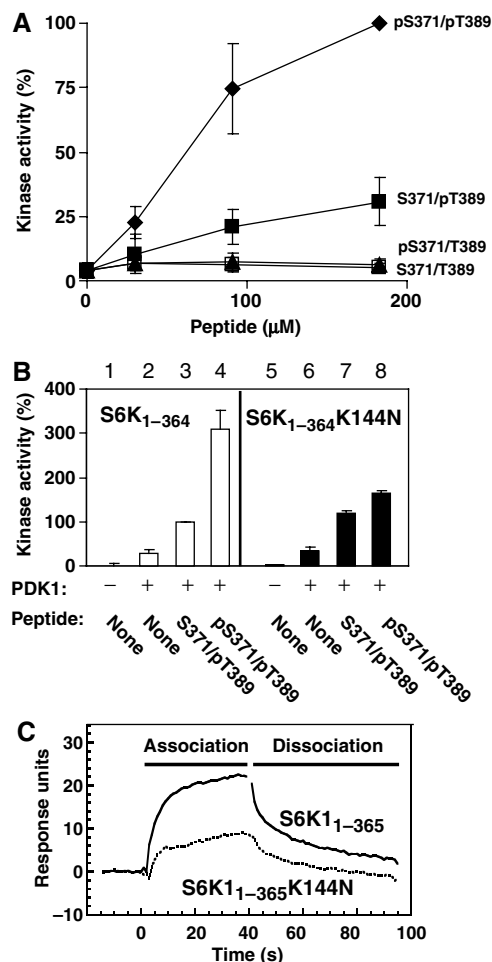 A
Kinase activity (%)
100
75
50
25
0
0
100
200
Peptide (μM)
pS371/pT389
S371/pT389
pS371/T389
S371/T389
B
1 2 3 4 5 6 7 8
Kinase activity (%)
400
300
200
100
0
S6K1–364
S6K1–364K144N
PDK1: – + + + – + + +
Peptide: None None S371/pT389 pS371/pT389 None None S371/pT389 pS371/pT389
C
Response units
30
20
10
0
–10
Association
Dissociation
S6K11–365
S6K11–365K144N
0 20 40 60 80 100
Time (s)